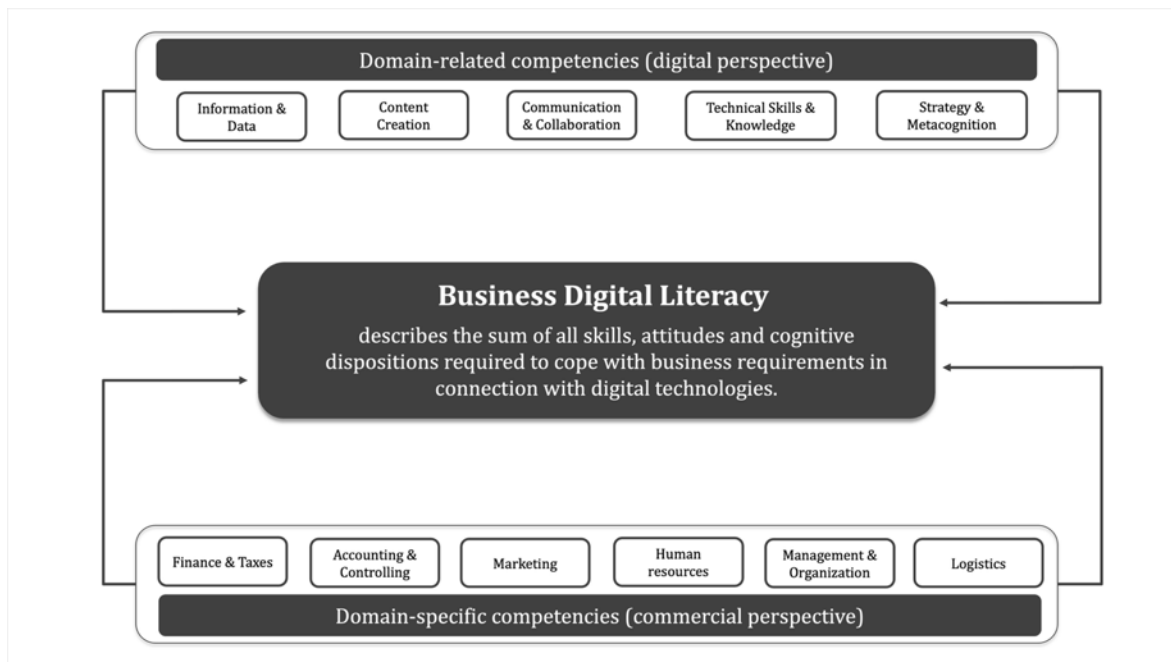 Domain-related competencies (digital perspective)
Information &
Data
Content
Creation
Communication
& Collaboration
Technical Skills &
Knowledge
Strategy &
Metacognition
Business Digital Literacy
describes the sum of all skills, attitudes and cognitive
dispositions required to cope with business requirements in
connection with digital technologies.
Finance & Taxes
Accounting &
Controlling
Marketing
Human
resources
Management &
Organization
Logistics
Domain-specific competencies (commercial perspective)